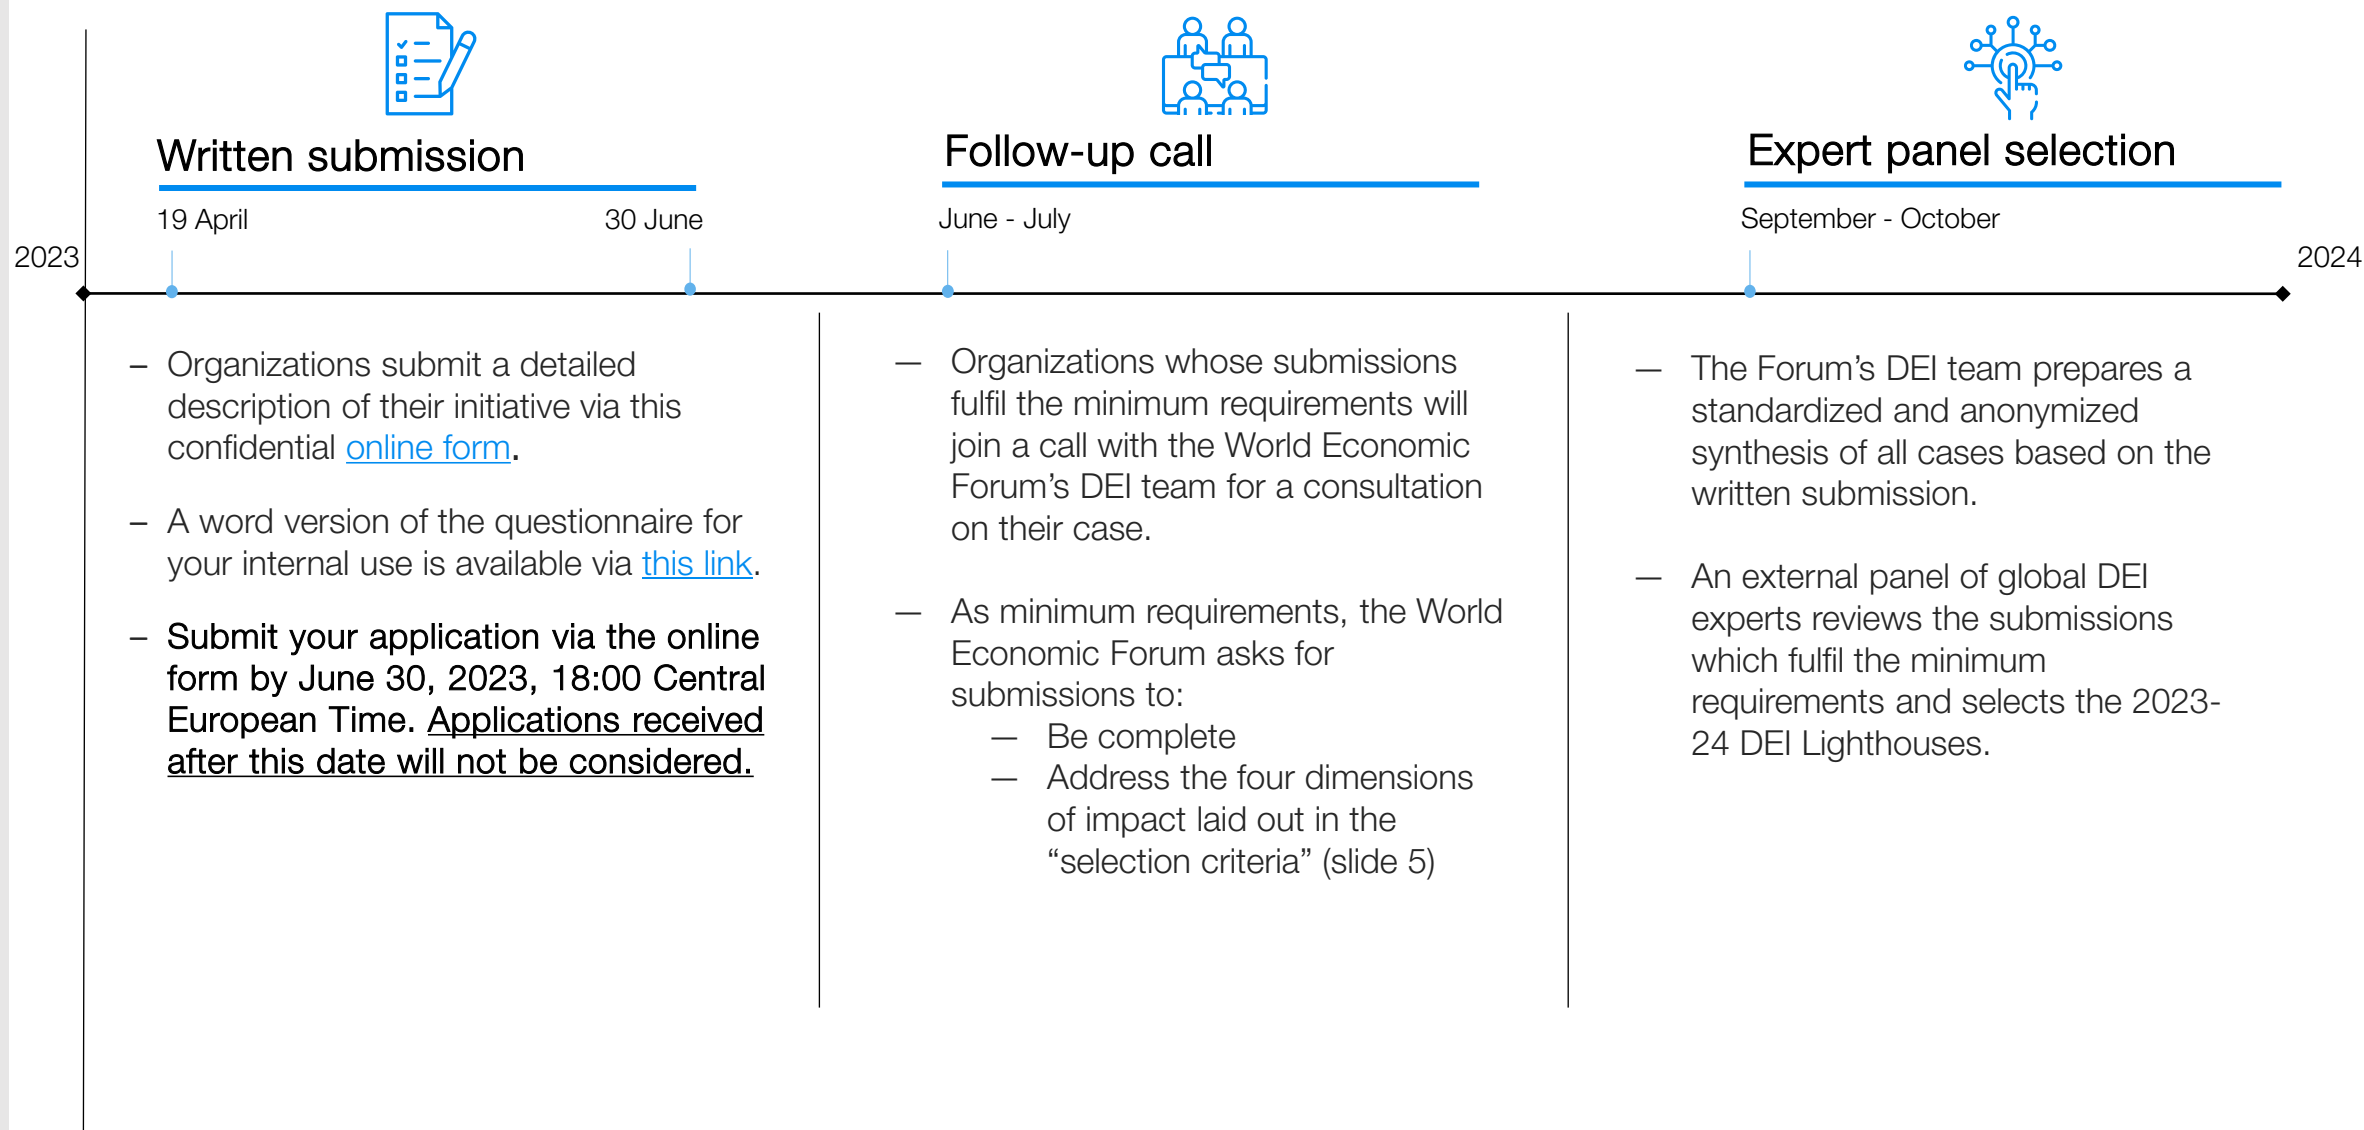 Written submission
19 April
30 June
Follow-up call
June - July
Expert panel selection
September - October
2023
2024
– Organizations submit a detailed
description of their initiative via this
confidential online form.
– A word version of the questionnaire for
your internal use is available via this link.
– Submit your application via the online
form by June 30, 2023, 18:00 Central
European Time. Applications received
after this date will not be considered.
— Organizations whose submissions
fulfil the minimum requirements will
join a call with the World Economic
Forum’s DEI team for a consultation
on their case.
— As minimum requirements, the World
Economic Forum asks for
submissions to:
— Be complete
— Address the four dimensions
of impact laid out in the
“selection criteria” (slide 5)
— The Forum’s DEI team prepares a
standardized and anonymized
synthesis of all cases based on the
written submission.
— An external panel of global DEI
experts reviews the submissions
which fulfil the minimum
requirements and selects the 2023-
24 DEI Lighthouses.